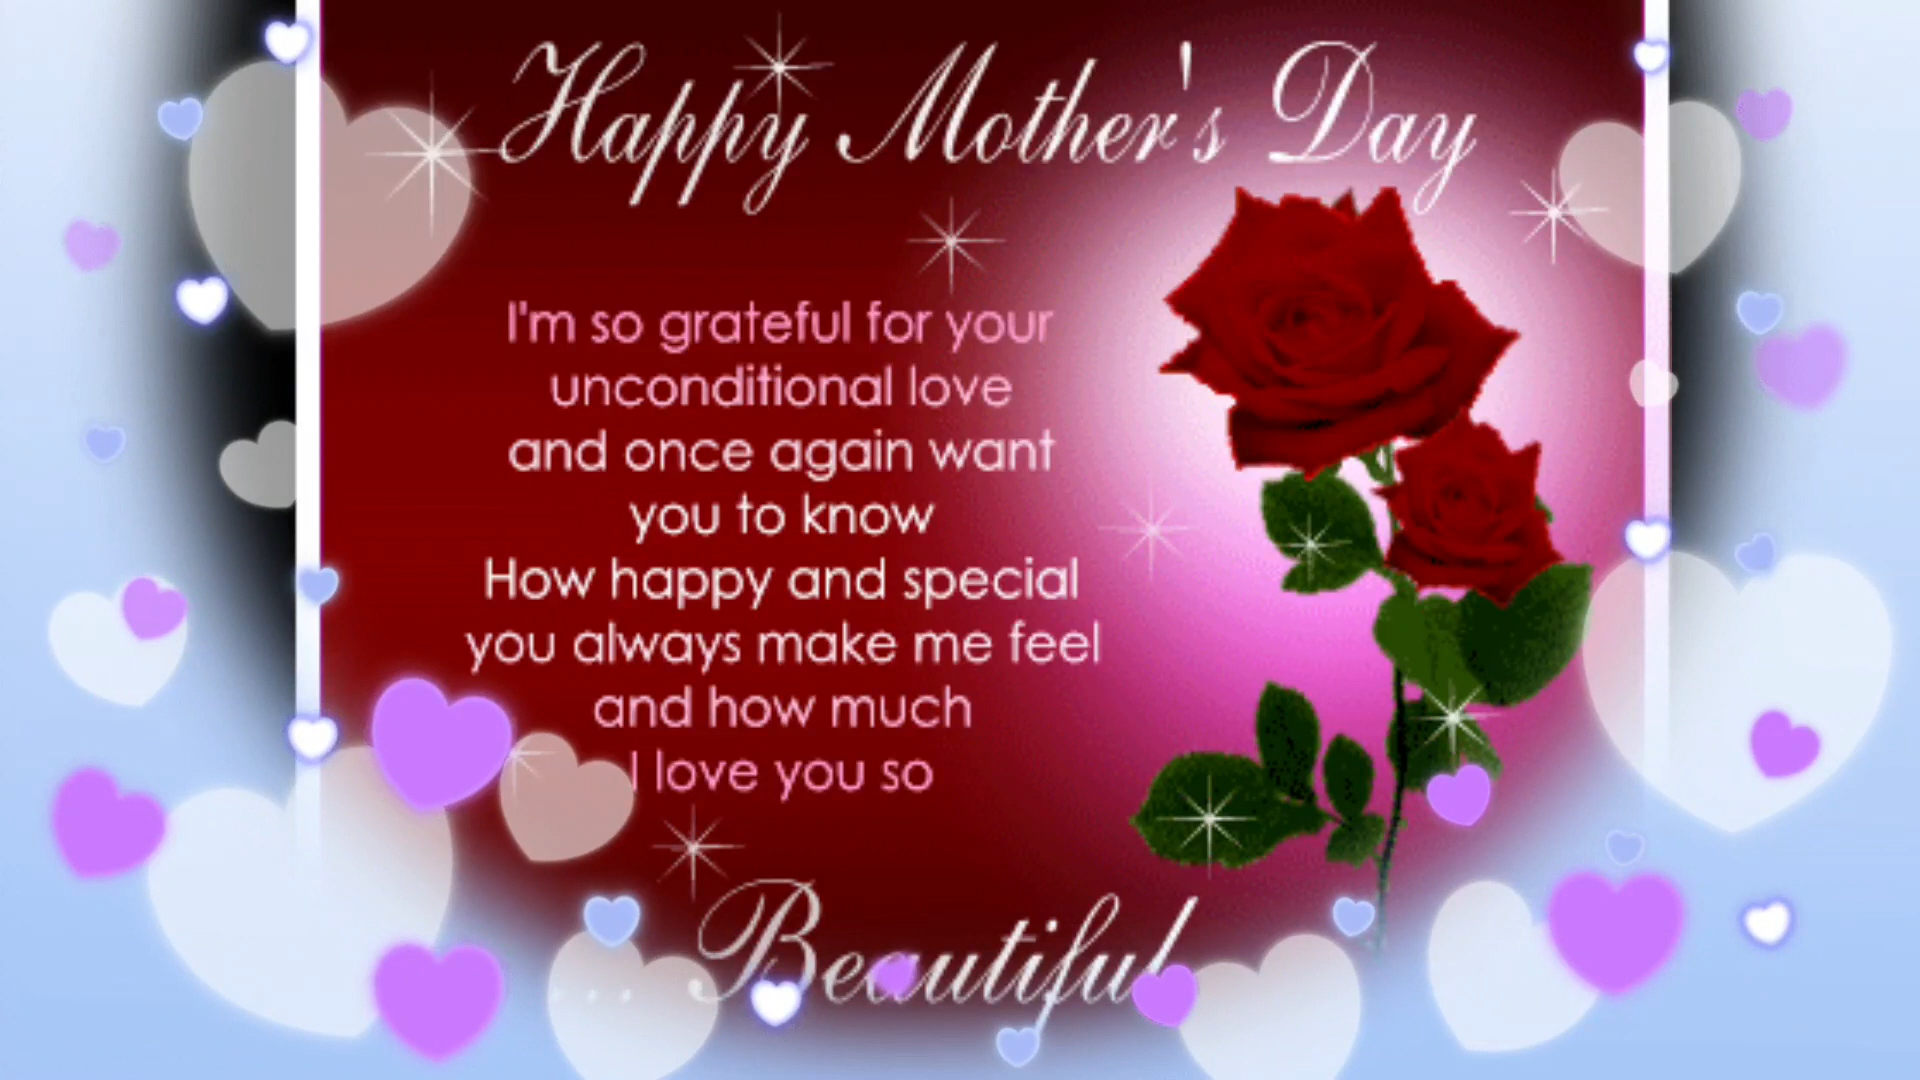 Happy Mother's Day
I'm so grateful for your
unconditional love
and once again want
you to know
How happy and special
you always make me feel
and how much
I love you so
... Beautiful